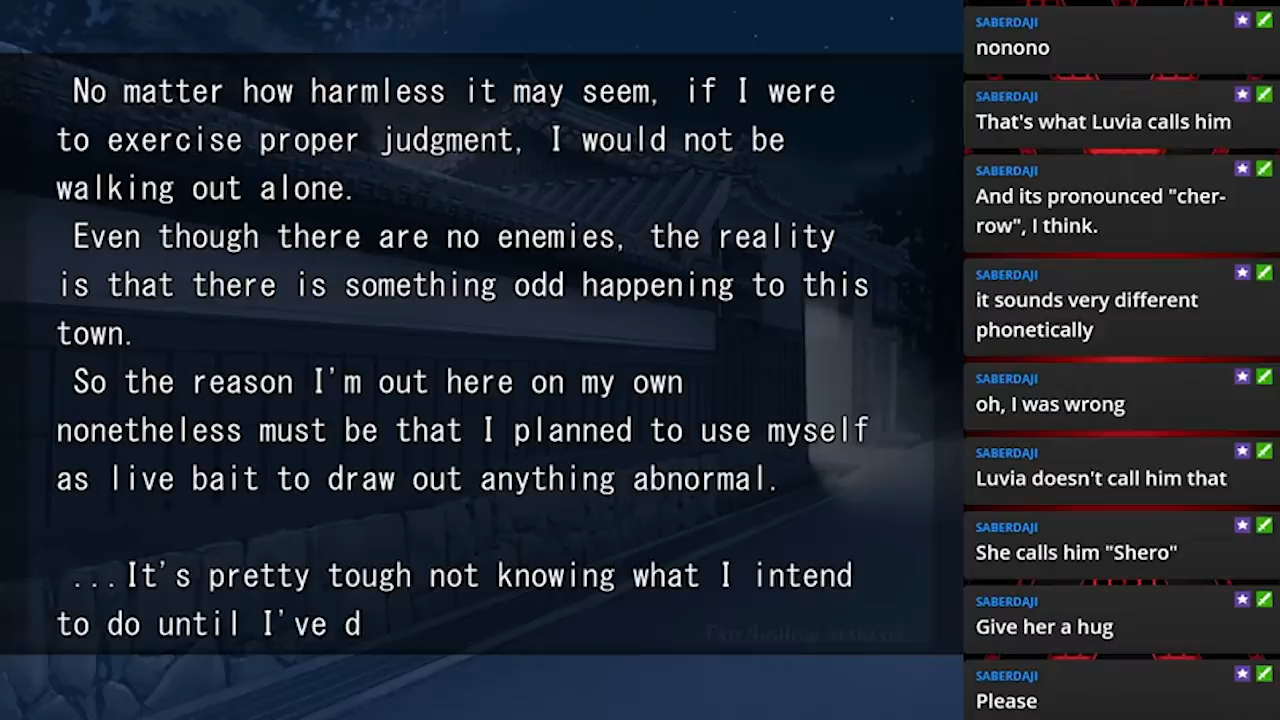 No matter how harmless it may seem, if I were
to exercise proper judgment, I would not be
walking out alone.
Even though there are no enemies, the reality
is that there is something odd happening to this
town.
So the reason I'm out here on my own
nonetheless must be that I planned to use myself
as live bait to draw out anything abnormal.
...It's pretty tough not knowing what I intend
to do until I've d
SABERDAJI
nonono
SABERDAJI
That's what Luvia calls him
SABERDAJI
And its pronounced "cher-
row", I think.
SABERDAJI
it sounds very different
phonetically
SABERDAJI
oh, I was wrong
SABERDAJI
Luvia doesn't call him that
SABERDAJI
She calls him "Shero"
SABERDAJI
Give her a hug
SABERDAJI
Please